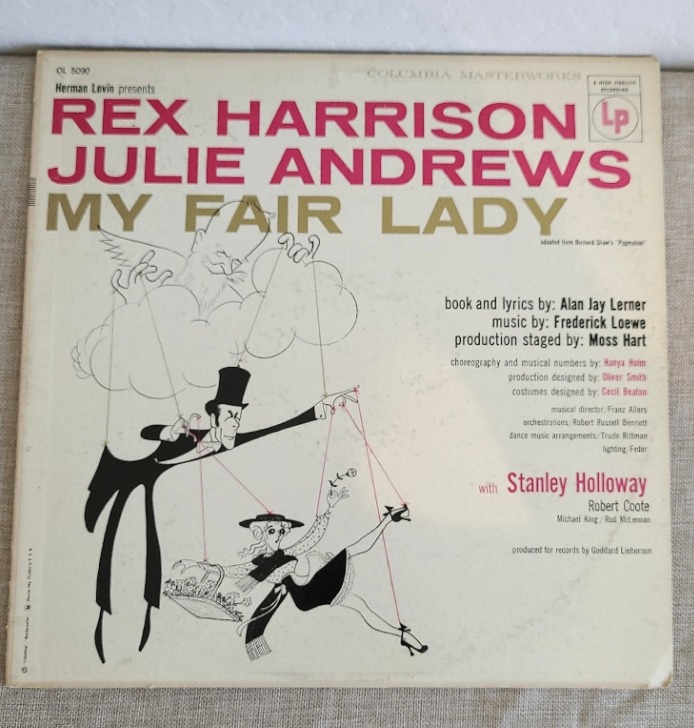 OL 5090
COLUMBIA MASTERWORKS
A HIGH FIDELITY
RECORDING
Lp
Herman Levin presents
REX HARRISON
JULIE ANDREWS
MY FAIR LADY
adapted from Bernard Shaw's "Pygmalion"
book and lyrics by: Alan Jay Lerner
music by: Frederick Loewe
production staged by: Moss Hart
choreography and musical numbers by: Hanya Holm
production designed by: Oliver Smith
costumes designed by: Cecil Beaton
musical director/Franz Allers
orchestrations/Robert Russell Bennett
dance music arrangements/Trude Rittman
lighting/Feder
with Stanley Holloway
Robert Coote
Michael King/Rod McLennan
produced for records by Goddard Lieberson